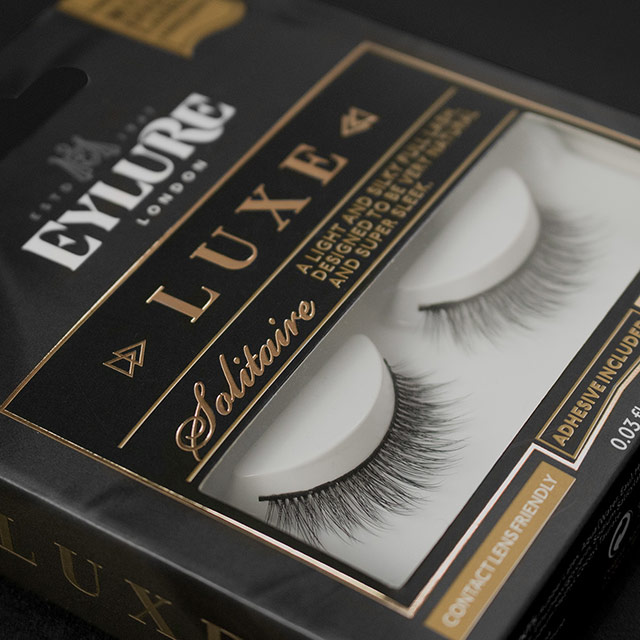 ESTD 1947
EYLURE
LONDON
LUXE
Solitaire
A LIGHT AND SILKY FULL LASH,
DESIGNED TO BE VERY NATURAL
AND SUPER SLEEK.
ADHESIVE INCLUDED
CONTACT LENS FRIENDLY
LUXE